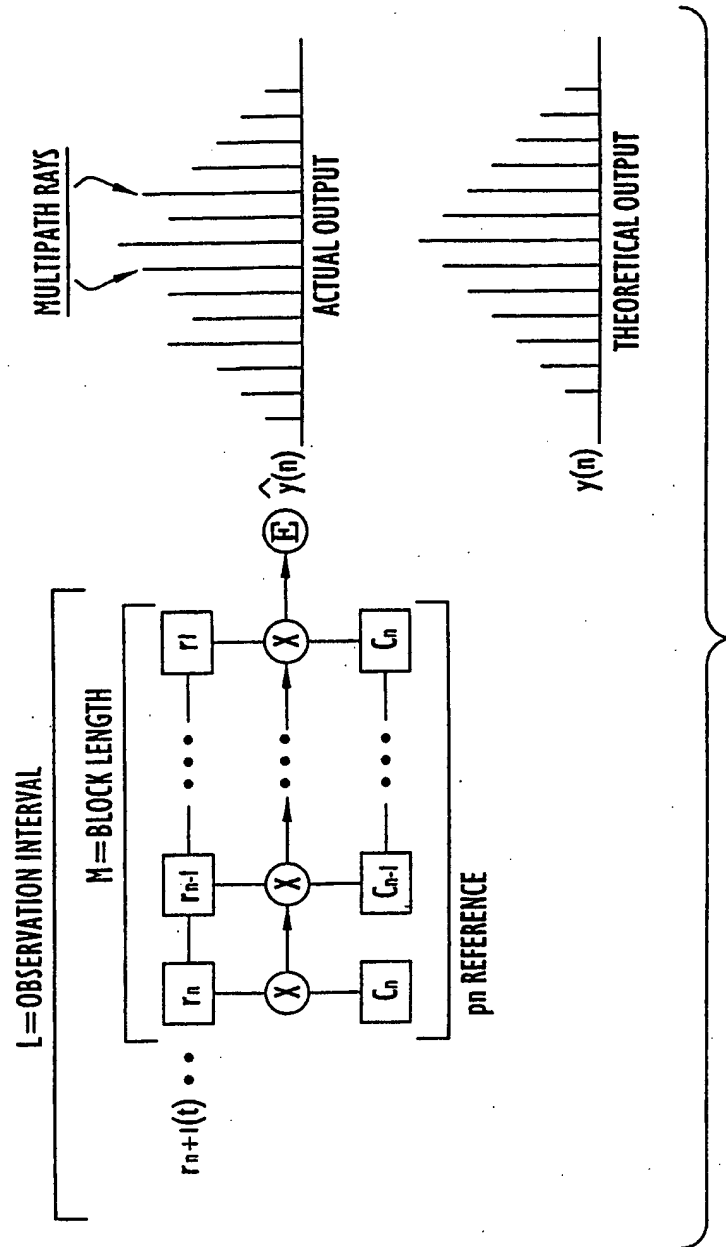 L=OBSERVATION INTERVAL
M=BLOCK LENGTH
rn+1(t) •• rn rn-1 ••• r1
X X ••• X E ŷ(n)
Cn Cn-1 ••• Cn
pn REFERENCE
MULTIPATH RAYS
ACTUAL OUTPUT
y(n)
THEORETICAL OUTPUT